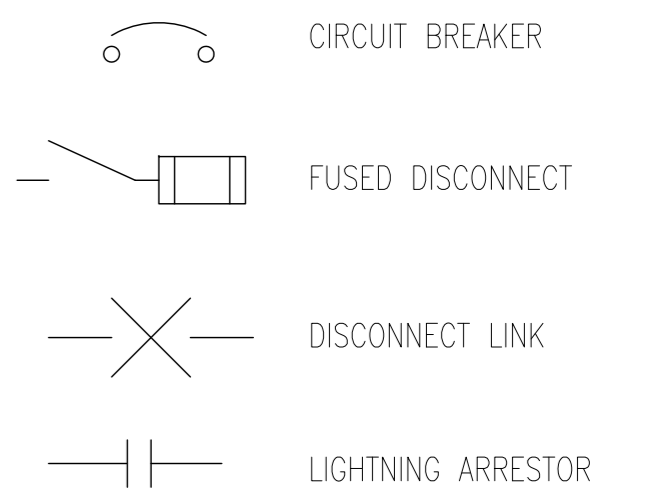 CIRCUIT BREAKER
FUSED DISCONNECT
DISCONNECT LINK
LIGHTNING ARRESTOR